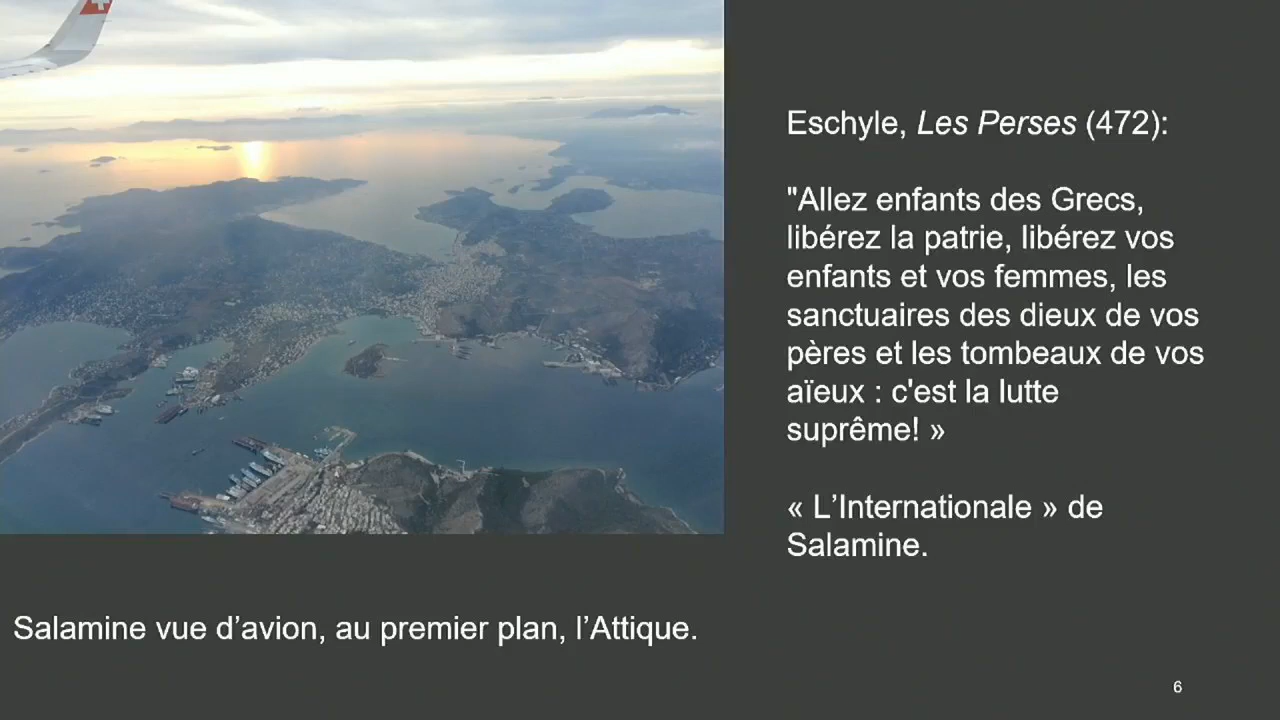 Eschyle, Les Perses (472):
"Allez enfants des Grecs,
libérez la patrie, libérez vos
enfants et vos femmes, les
sanctuaires des dieux de vos
pères et les tombeaux de vos
aïeux : c'est la lutte
suprême! »
« L’Internationale » de
Salamine.
Salamine vue d’avion, au premier plan, l’Attique.
6